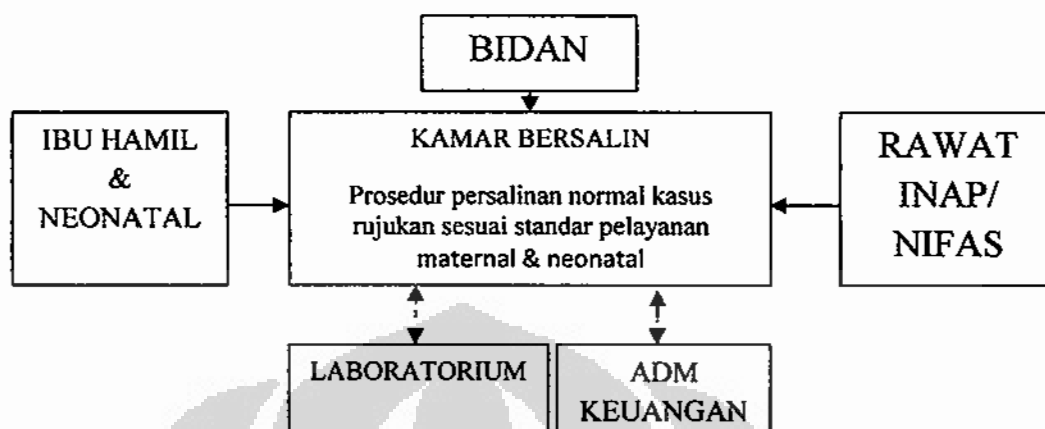 BIDAN
IBU HAMIL
&
NEONATAL
KAMAR BERSALIN
Prosedur persalinan normal kasus
rujukan sesuai standar pelayanan
maternal & neonatal
RAWAT
INAP/
NIFAS
LABORATORIUM
ADM
KEUANGAN